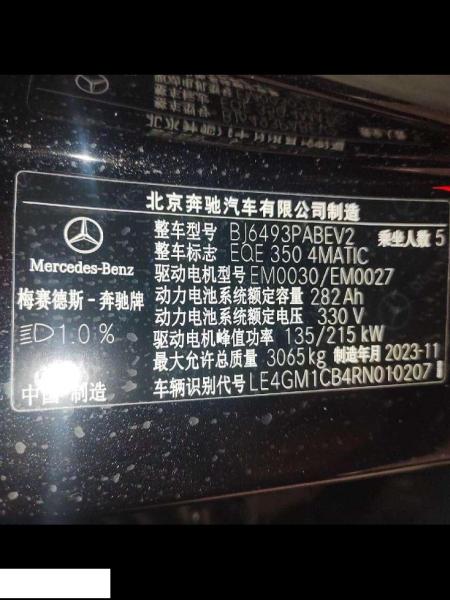 北京奔驰汽车有限公司制造
整车型号 BJ6493PABEV2 乘坐人数 5
整车标志 EQE 350 4MATIC
Mercedes-Benz
驱动电机型号 EM0030/EM0027
梅赛德斯-奔驰牌
动力电池系统额定容量 282Ah
动力电池系统额定电压 330 V
1.0 %
驱动电机峰值功率 135/215 kW
最大允许总质量 3065kg 制造年月 2023-11
中国 制造
车辆识别代号 LE4GM1CB4RN010207